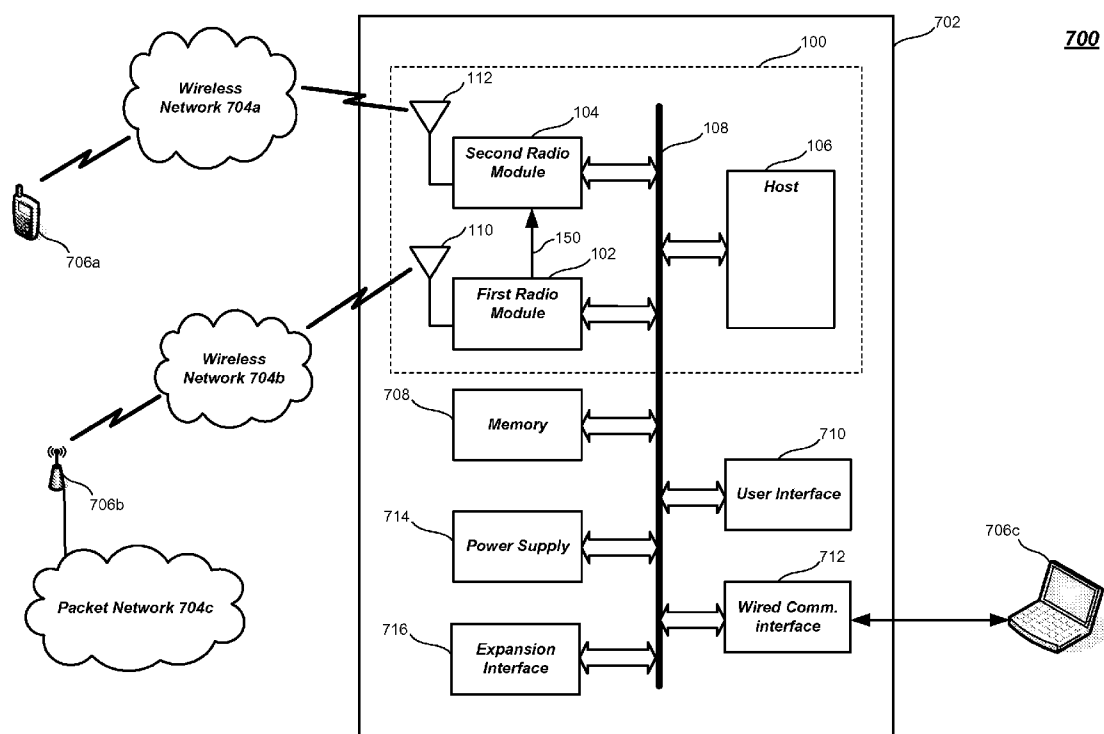 702
700
100
Wireless
Network 704a
112
104
108
106
Second Radio
Module
Host
706a
110
150
102
First Radio
Module
Wireless
Network 704b
708
Memory
710
User Interface
706b
714
Power Supply
706c
712
Packet Network 704c
Wired Comm.
interface
716
Expansion
Interface